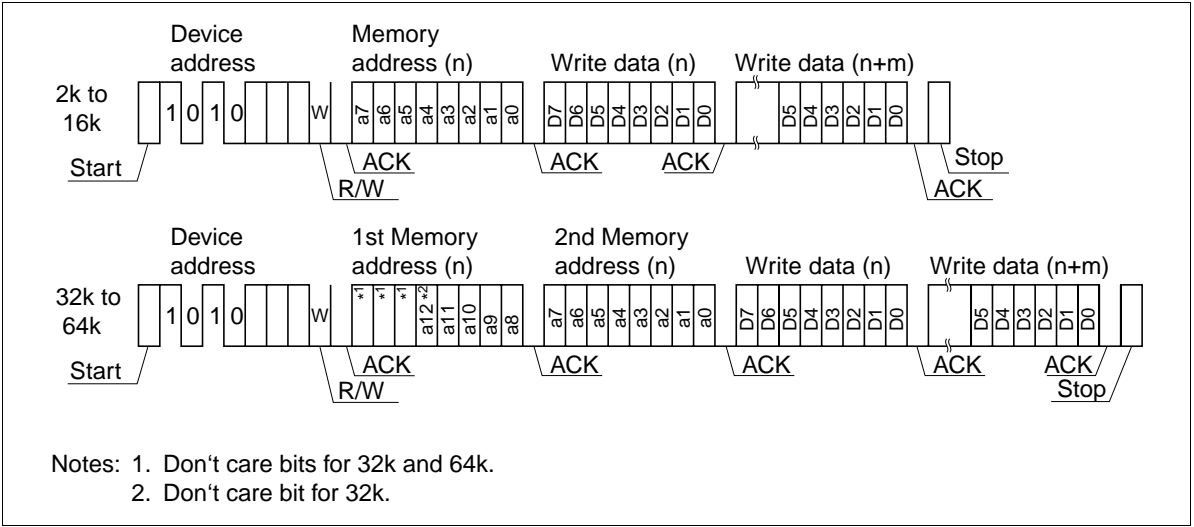 Device address Memory address (n) Write data (n) Write data (n+m)
2k to 16k
1 0 1 0 W a7 a6 a5 a4 a3 a2 a1 a0 D7 D6 D5 D4 D3 D2 D1 D0 D5 D4 D3 D2 D1 D0
Start ACK ACK ACK Stop
R/W ACK
Device address 1st Memory address (n) 2nd Memory address (n) Write data (n) Write data (n+m)
32k to 64k
1 0 1 0 W *1 *1 *1 a12 *2 a11 a10 a9 a8 a7 a6 a5 a4 a3 a2 a1 a0 D7 D6 D5 D4 D3 D2 D1 D0 D5 D4 D3 D2 D1 D0
Start ACK ACK ACK ACK ACK
R/W Stop
Notes: 1. Don‘t care bits for 32k and 64k.
2. Don‘t care bit for 32k.